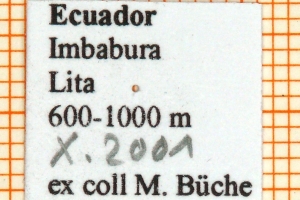 Ecuador
Imbabura
Lita
600-1000 m
X. 2001
ex coll M. Büche